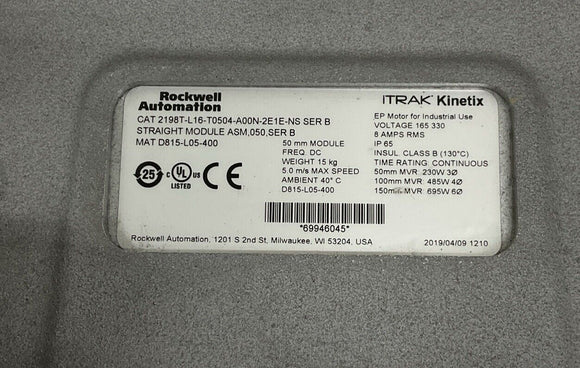 Rockwell
Automation
iTRAK Kinetix
CAT 2198T-L16-T0504-A00N-2E1E-NS SER B
STRAIGHT MODULE ASM,050,SER B
MAT D815-L05-400
50 mm MODULE
FREQ. DC
WEIGHT 15 kg
5.0 m/s MAX SPEED
AMBIENT 40° C
D815-L05-400
EP Motor for Industrial Use
VOLTAGE 165 330
8 AMPS RMS
IP 65
INSUL. CLASS B (130°C)
TIME RATING: CONTINUOUS
50mm MVR: 230W 3Ø
100mm MVR: 485W 4Ø
150mm MVR: 695W 6Ø
25
c UL US
LISTED
CE
*69946045*
Rockwell Automation, 1201 S 2nd St, Milwaukee, WI 53204, USA
2019/04/09 1210